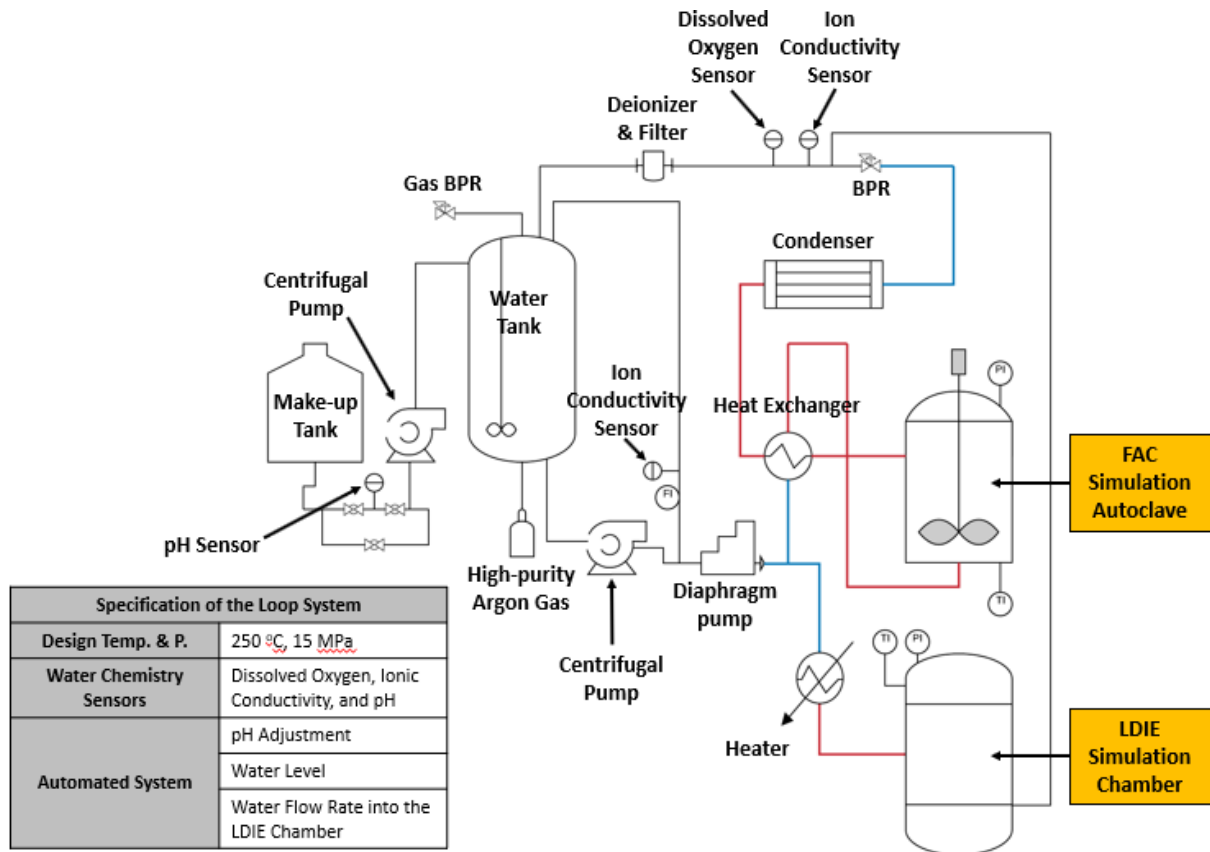 Dissolved
Oxygen
Sensor
Ion
Conductivity
Sensor
Deionizer
& Filter
Gas BPR
BPR
Condenser
Centrifugal
Pump
Water
Tank
Make-up
Tank
Ion
Conductivity
Sensor
Heat Exchanger
PI
FAC
Simulation
Autoclave
FI
pH Sensor
High-purity
Argon Gas
Diaphragm
pump
TI
Centrifugal
Pump
TI
PI
Heater
LDIE
Simulation
Chamber
Specification of the Loop System
Design Temp. & P.
250 ºC, 15 MPa
Water Chemistry
Sensors
Dissolved Oxygen, Ionic
Conductivity, and pH
Automated System
pH Adjustment
Water Level
Water Flow Rate into the
LDIE Chamber